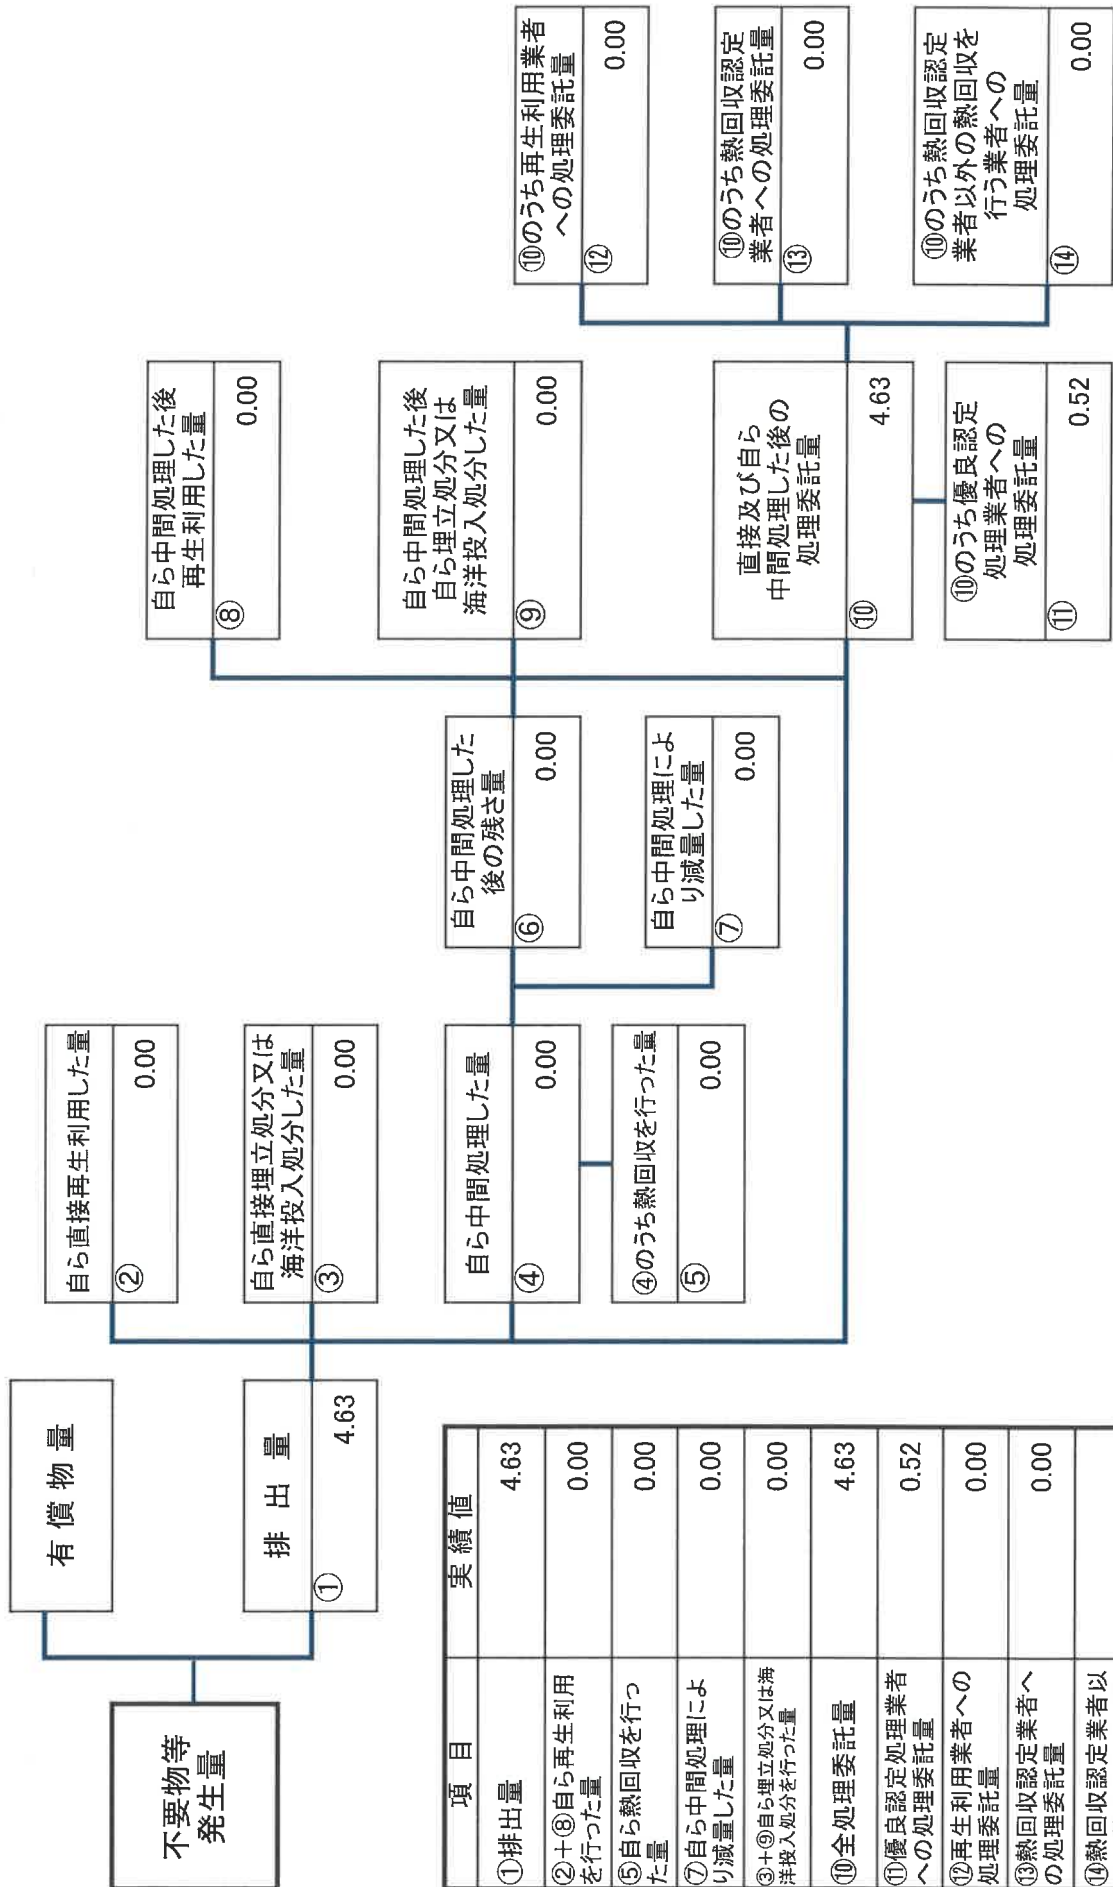 不要物等
発生量
有 償 物 量
排 出 量
①
4.63
自ら直接再生利用した量
②
0.00
自ら直接埋立処分又は
海洋投入処分した量
③
0.00
自ら中間処理した量
④
0.00
④のうち熱回収を行った量
⑤
0.00
自ら中間処理した
後の残さ量
⑥
0.00
自ら中間処理によ
り減量した量
⑦
0.00
自ら中間処理した後
再生利用した量
⑧
0.00
自ら中間処理した後
自ら埋立処分又は
海洋投入処分した量
⑨
0.00
直接及び自ら
中間処理した後の
処理委託量
⑩
4.63
⑩のうち優良認定
処理業者への
処理委託量
⑪
0.52
⑩のうち再生利用業者
への処理委託量
⑫
0.00
⑩のうち熱回収認定
業者への処理委託量
⑬
0.00
⑩のうち熱回収認定
業者以外の熱回収を
行う業者への
処理委託量
⑭
0.00
項 目
実 績 値
①排出量
4.63
②+⑧自ら再生利用
を行った量
0.00
⑤自ら熱回収を行っ
た量
0.00
⑦自ら中間処理によ
り減量した量
0.00
③+⑨自ら埋立処分又は海
洋投入処分を行った量
0.00
⑩全処理委託量
4.63
⑪優良認定処理業者
への処理委託量
0.52
⑫再生利用業者への
処理委託量
0.00
⑬熱回収認定業者へ
の処理委託量
0.00
⑭熱回収認定業者以